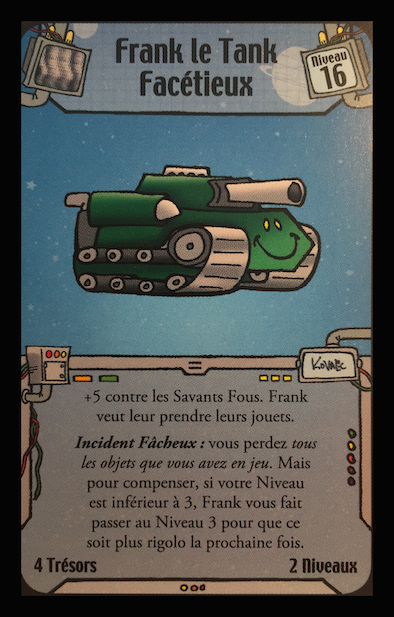 Frank le Tank
Facétieux
Niveau
16
Kovalic
+5 contre les Savants Fous. Frank
veut leur prendre leurs jouets.
Incident Fâcheux : vous perdez tous
les objets que vous avez en jeu. Mais
pour compenser, si votre Niveau
est inférieur à 3, Frank vous fait
passer au Niveau 3 pour que ce
soit plus rigolo la prochaine fois.
4 Trésors
2 Niveaux